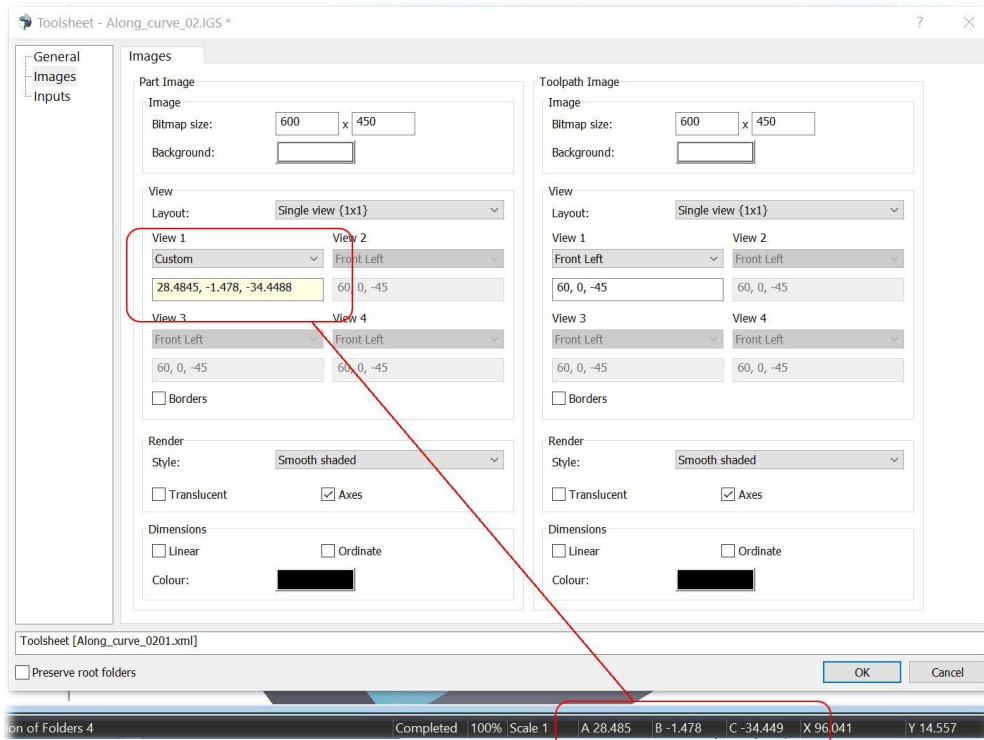 Toolsheet - Along_curve_02.IGS *
?
General
Images
Inputs
Images
Part Image
Image
Bitmap size:
600
x
450
Background:
View
Layout:
Single view {1x1}
View 1
View 2
Custom
Front Left
28.4845, -1.478, -34.4488
60, 0, -45
View 3
View 4
Front Left
Front Left
60, 0, -45
60, 0, -45
Borders
Render
Style:
Smooth shaded
Translucent
Axes
Dimensions
Linear
Ordinate
Colour:
Toolpath Image
Image
Bitmap size:
600
x
450
Background:
View
Layout:
Single view {1x1}
View 1
View 2
Front Left
Front Left
60, 0, -45
60, 0, -45
View 3
View 4
Front Left
Front Left
60, 0, -45
60, 0, -45
Borders
Render
Style:
Smooth shaded
Translucent
Axes
Dimensions
Linear
Ordinate
Colour:
Toolsheet [Along_curve_0201.xml]
Preserve root folders
OK
Cancel
ion of Folders 4
Completed
100%
Scale 1
A 28.485
B -1.478
C -34.449
X 96.041
Y 14.557